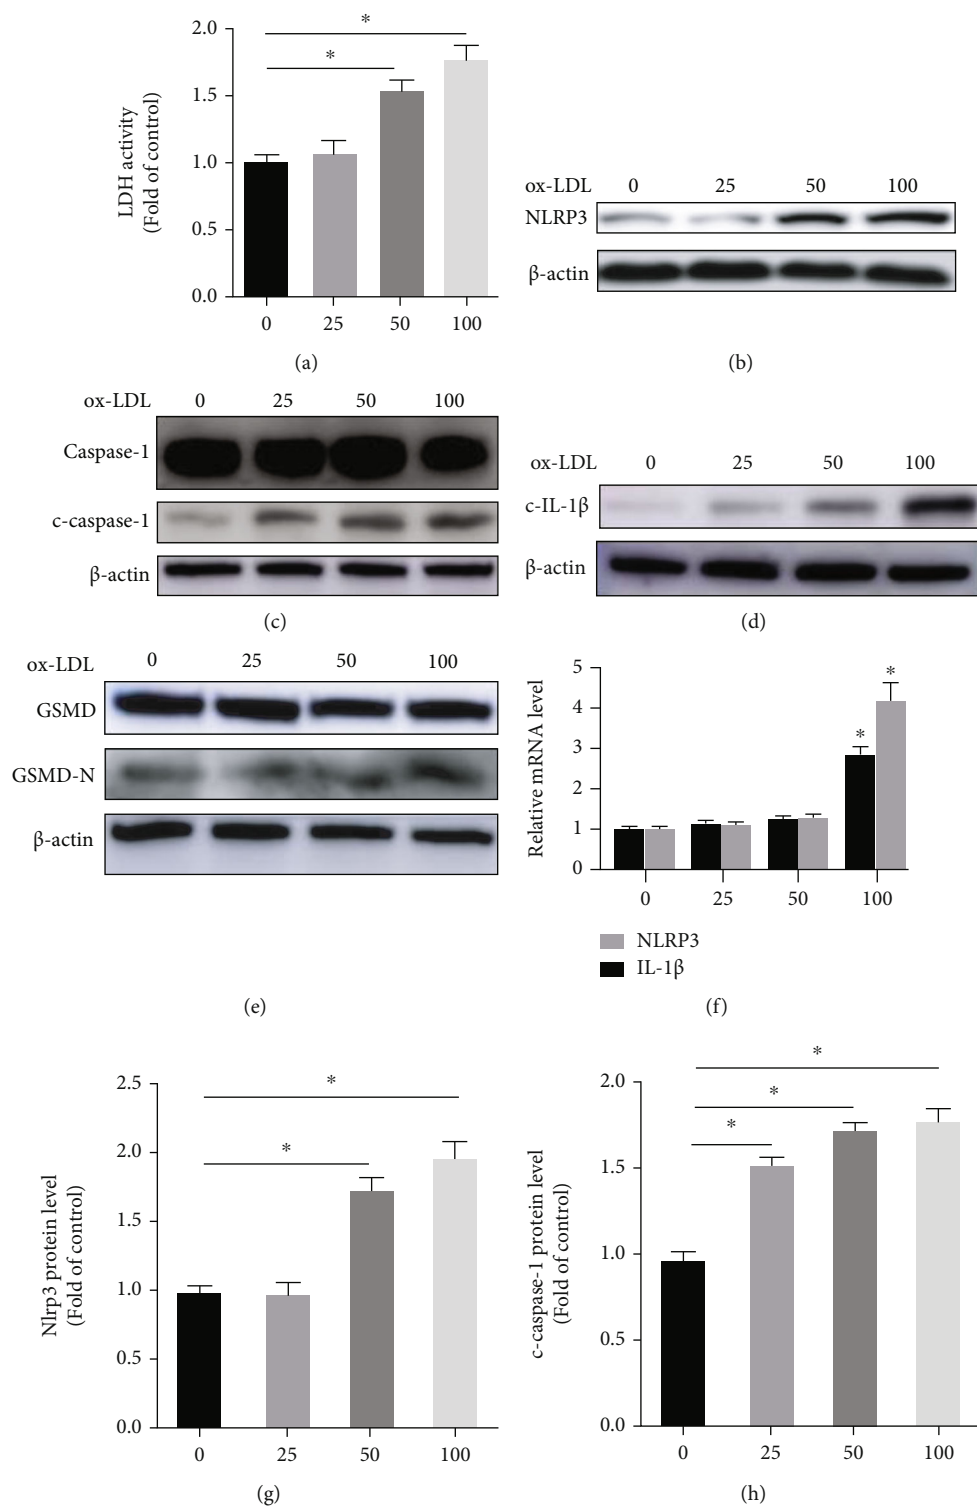 *
*
2.0
1.5
1.0
0.5
0.0
LDH activity
(Fold of control)
0 25 50 100
(a)
ox-LDL 0 25 50 100
NLRP3
β-actin
(b)
ox-LDL 0 25 50 100
Caspase-1
c-caspase-1
β-actin
(c)
ox-LDL 0 25 50 100
c-IL-1β
β-actin
(d)
ox-LDL 0 25 50 100
GSMD
GSMD-N
β-actin
(e)
5
4
3
2
1
0
Relative mRNA level
*
*
0 25 50 100
NLRP3
IL-1β
(f)
2.5
2.0
1.5
1.0
0.5
0.0
Nlrp3 protein level
(Fold of control)
*
*
0 25 50 100
(g)
2.0
1.5
1.0
0.5
0.0
c-caspase-1 protein level
(Fold of control)
*
*
*
0 25 50 100
(h)